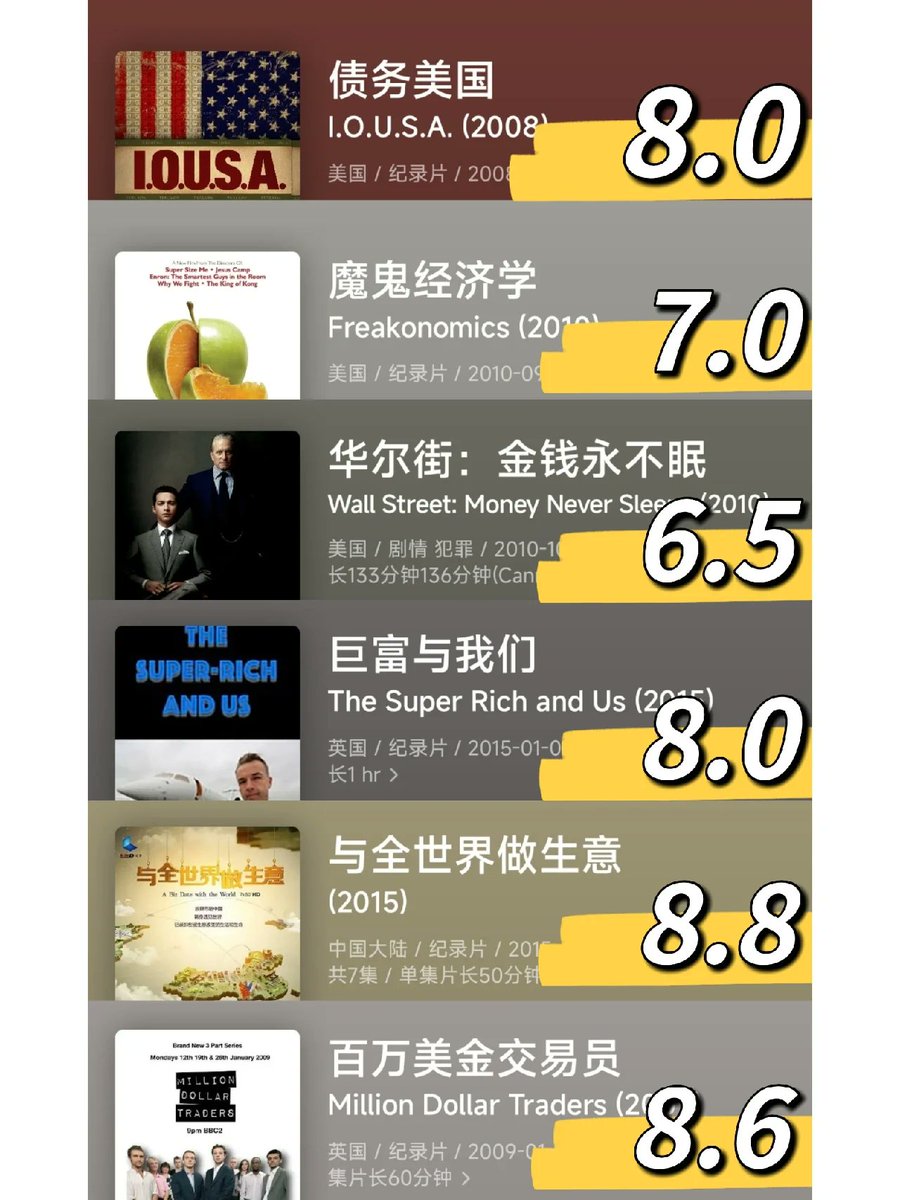 I.O.U.S.A.
债务美国
I.O.U.S.A. (2008)
美国 / 纪录片 / 2008
8.0
A New Film From The Directors Of:
Super Size Me • Jesus Camp
Enron: The Smartest Guys in the Room
Why We Fight • The King of Kong
魔鬼经济学
Freakonomics (2010)
美国 / 纪录片 / 2010-09
7.0
华尔街：金钱永不眠
Wall Street: Money Never Sleeps (2010)
美国 / 剧情 犯罪 / 2010-10
长133分钟136分钟(Cann
6.5
THE
SUPER-RICH
AND US
巨富与我们
The Super Rich and Us (2015)
英国 / 纪录片 / 2015-01-0
长1 hr >
8.0
与全世界做生意
A Biz Date with the World 7x50 HD
与全世界做生意
(2015)
中国大陆 / 纪录片 / 2015
共7集 / 单集片长50分钟
8.8
Brand New 3 Part Series
Mondays 12th 19th & 26th January 2009
MILLION
DOLLAR
TRADERS
9pm BBC2
百万美金交易员
Million Dollar Traders (20
英国 / 纪录片 / 2009-01
集片长60分钟 >
8.6